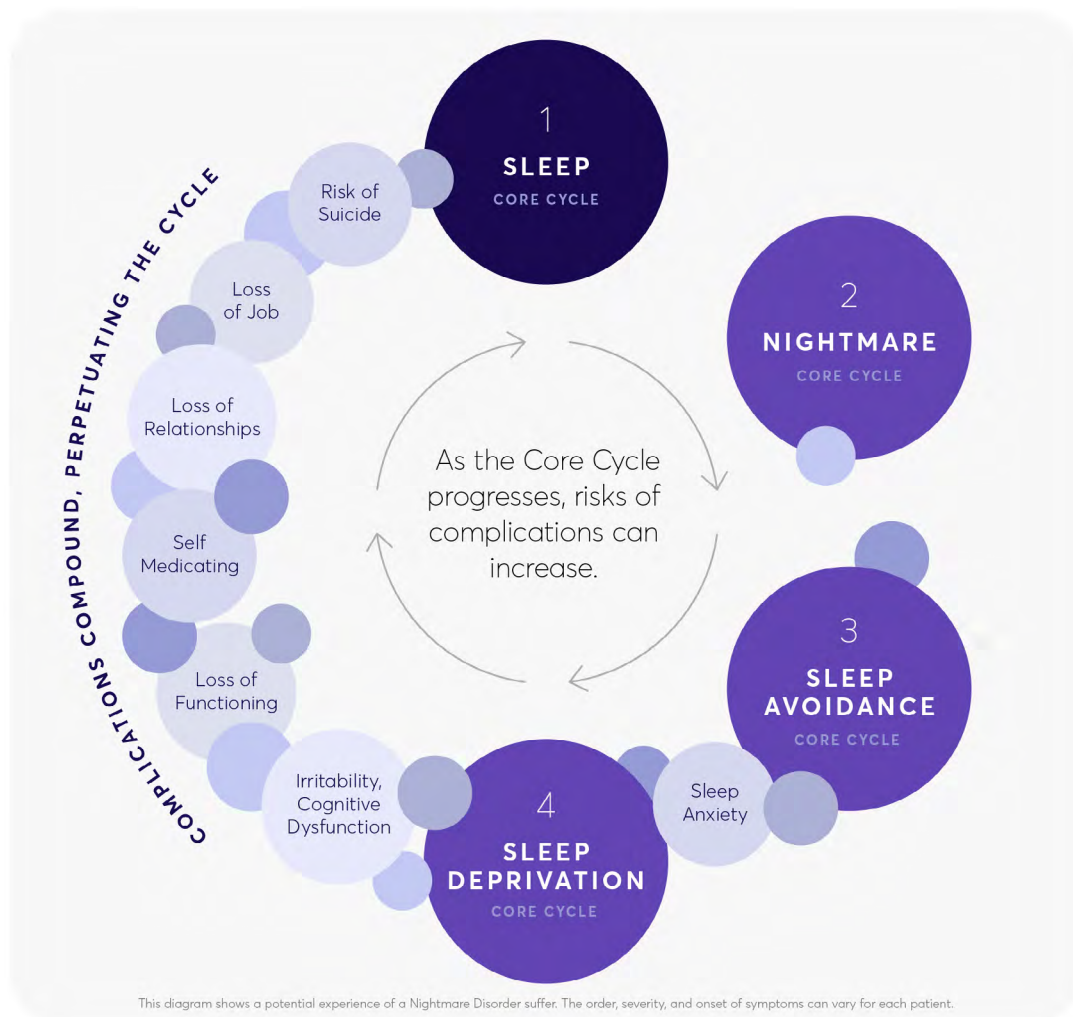 1
SLEEP
CORE CYCLE
2
NIGHTMARE
CORE CYCLE
3
SLEEP
AVOIDANCE
CORE CYCLE
Sleep
Anxiety
4
SLEEP
DEPRIVATION
CORE CYCLE
Irritability,
Cognitive
Dysfunction
Loss of
Functioning
Self
Medicating
Loss of
Relationships
Loss
of Job
Risk of
Suicide
COMPLICATIONS COMPOUND, PERPETUATING THE CYCLE
As the Core Cycle
progresses, risks of
complications can
increase.
This diagram shows a potential experience of a Nightmare Disorder suffer. The order, severity, and onset of symptoms can vary for each patient.